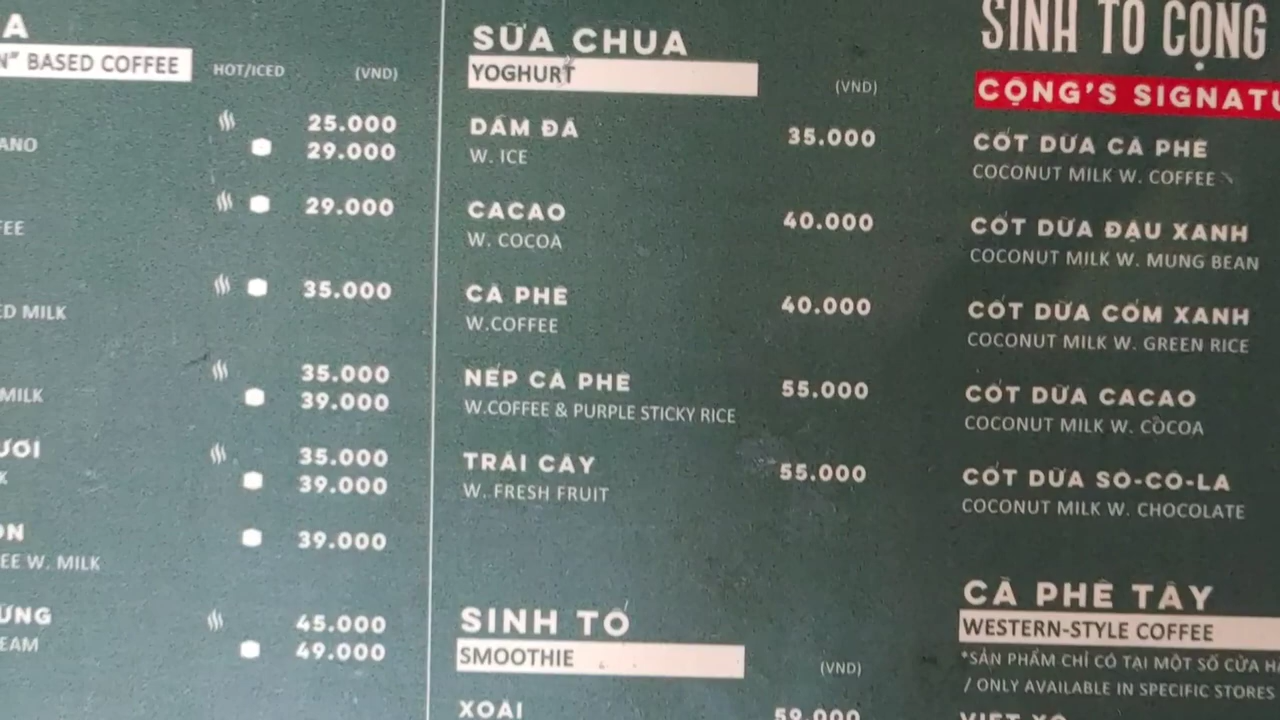 A
N" BASED COFFEE
HOT/ICED
(VND)
25.000
ANO
29.000
29.000
FEE
35.000
ED MILK
35.000
MILK
39.000
ƯƠI
35.000
K
39.000
ON
39.000
EE W. MILK
ƯNG
45.000
EAM
49.000
SỮA CHUA
YOGHURT
(VND)
DẦM ĐÁ
35.000
W. ICE
CACAO
40.000
W. COCOA
CÀ PHÊ
40.000
W.COFFEE
NẾP CÀ PHÊ
55.000
W.COFFEE & PURPLE STICKY RICE
TRÁI CÂY
55.000
W. FRESH FRUIT
SINH TỐ
SMOOTHIE
(VND)
XOÀI
59.000
SINH TỐ CỘNG
CỘNG'S SIGNATU
CỐT DỪA CÀ PHÊ
COCONUT MILK W. COFFEE
CỐT DỪA ĐẬU XANH
COCONUT MILK W. MUNG BEAN
CỐT DỪA CỐM XANH
COCONUT MILK W. GREEN RICE
CỐT DỪA CACAO
COCONUT MILK W. COCOA
CỐT DỪA SÔ-CÔ-LA
COCONUT MILK W. CHOCOLATE
CÀ PHÊ TÂY
WESTERN-STYLE COFFEE
*SẢN PHẨM CHỈ CÓ TẠI MỘT SỐ CỬA HÀ
/ ONLY AVAILABLE IN SPECIFIC STORES